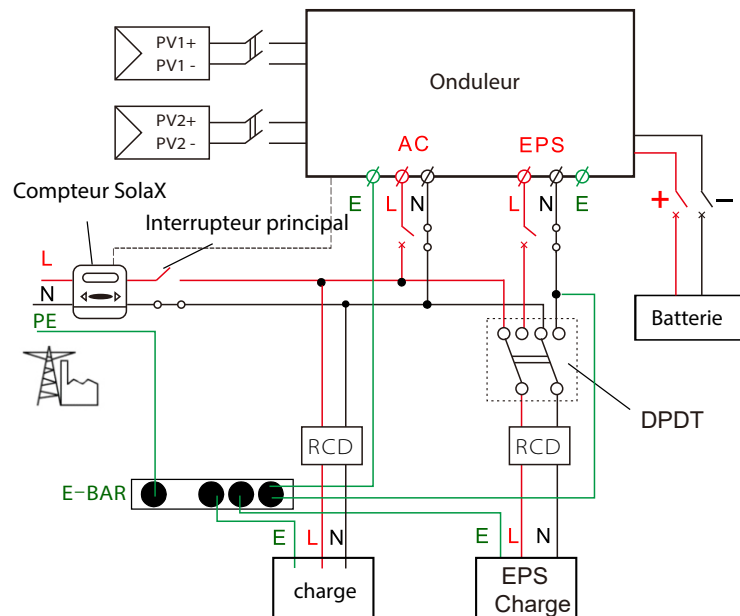 PV1+
PV1 -
PV2+
PV2 -
Onduleur
AC
EPS
E
L
N
L
N
E
Compteur SolaX
Interrupteur principal
+
−
L
N
PE
Batterie
DPDT
RCD
RCD
E-BAR
E
L
N
E
L
N
charge
EPS
Charge